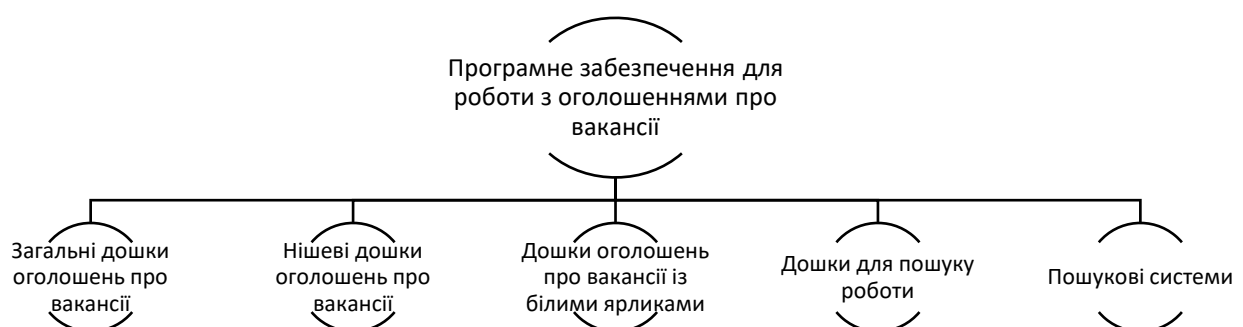 Програмне забезпечення для
роботи з оголошеннями про
вакансії
Загальні дошки
оголошень про
вакансії
Нішеві дошки
оголошень про
вакансії
Дошки оголошень
про вакансії із
білими ярликами
Дошки для пошуку
роботи
Пошукові системи